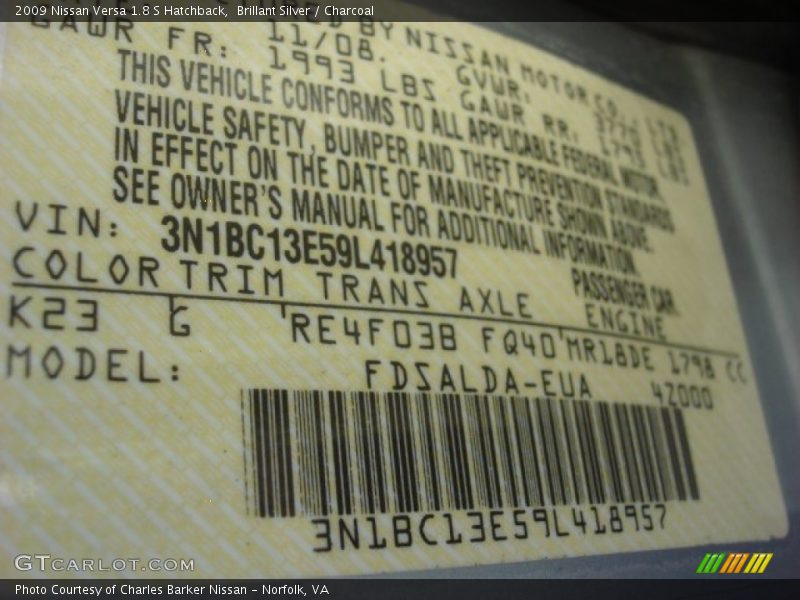 2009 Nissan Versa 1.8 S Hatchback,  Brillant Silver / Charcoal
BY NISSAN MOTOR CO., LTD
11/08. GVWR:
GAWR FR: 1993 LBS GAWR RR. 1793 LBS
THIS VEHICLE CONFORMS TO ALL APPLICABLE FEDERAL MOTOR
VEHICLE SAFETY, BUMPER AND THEFT PREVENTION STANDARDS
IN EFFECT ON THE DATE OF MANUFACTURE SHOWN ABOVE.
SEE OWNER'S MANUAL FOR ADDITIONAL INFORMATION.
VIN: 3N1BC13E59L418957 PASSENGER CAR
COLOR TRIM TRANS AXLE ENGINE
K23 G RE4F03B FQ40 MR18DE 1798 CC
MODEL: FDSALDA-EUA 42000
3N1BC13E59L418957
GTCARLOT.COM
Photo Courtesy of Charles Barker Nissan – Norfolk, VA